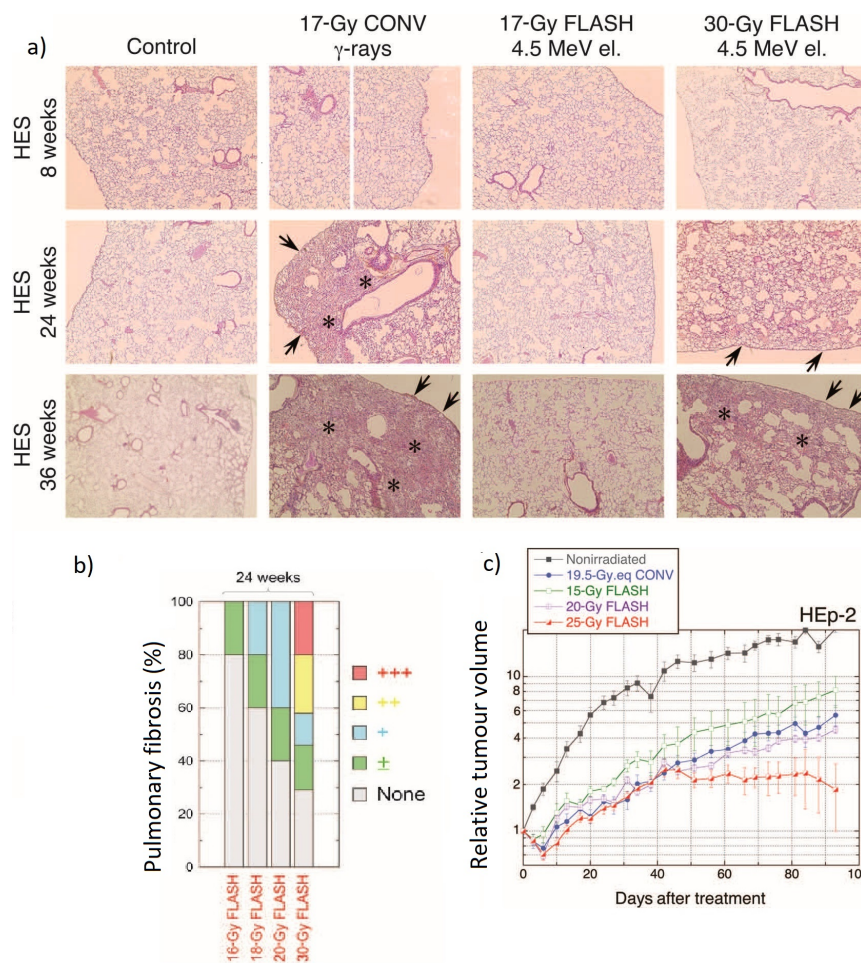 a)
Control
17-Gy CONV
γ-rays
17-Gy FLASH
4.5 MeV el.
30-Gy FLASH
4.5 MeV el.
HES
8 weeks
HES
24 weeks
* *
HES
36 weeks
* * *
* *
b)
24 weeks
Pulmonary fibrosis (%)
100
80
60
40
20
0
+++
++
+
±
None
16-Gy FLASH
18-Gy FLASH
20-Gy FLASH
30-Gy FLASH
c)
Nonirradiated
19.5-Gy.eq CONV
15-Gy FLASH
20-Gy FLASH
25-Gy FLASH
HEp-2
Relative tumour volume
10
8
6
4
2
1
0 20 40 60 80
Days after treatment